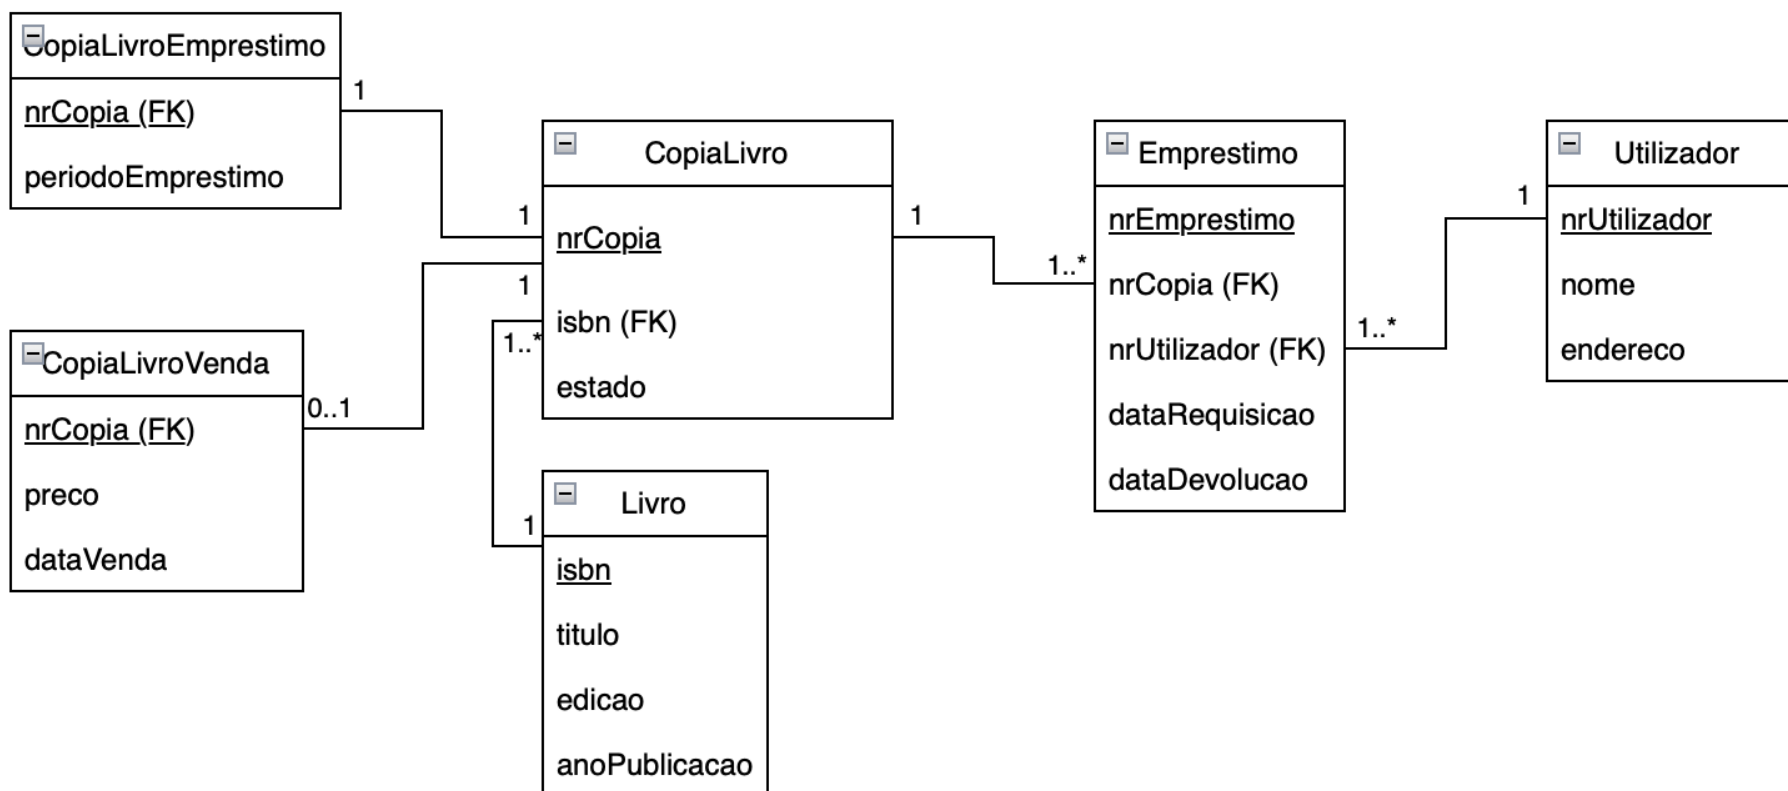 CopiaLivroEmprestimo
nrCopia (FK)
periodoEmprestimo
1
1
CopiaLivroVenda
nrCopia (FK)
preco
dataVenda
0..1
1
CopiaLivro
nrCopia
isbn (FK)
estado
1..*
1
Livro
isbn
titulo
edicao
anoPublicacao
1
1..*
Emprestimo
nrEmprestimo
nrCopia (FK)
nrUtilizador (FK)
dataRequisicao
dataDevolucao
1..*
1
Utilizador
nrUtilizador
nome
endereco